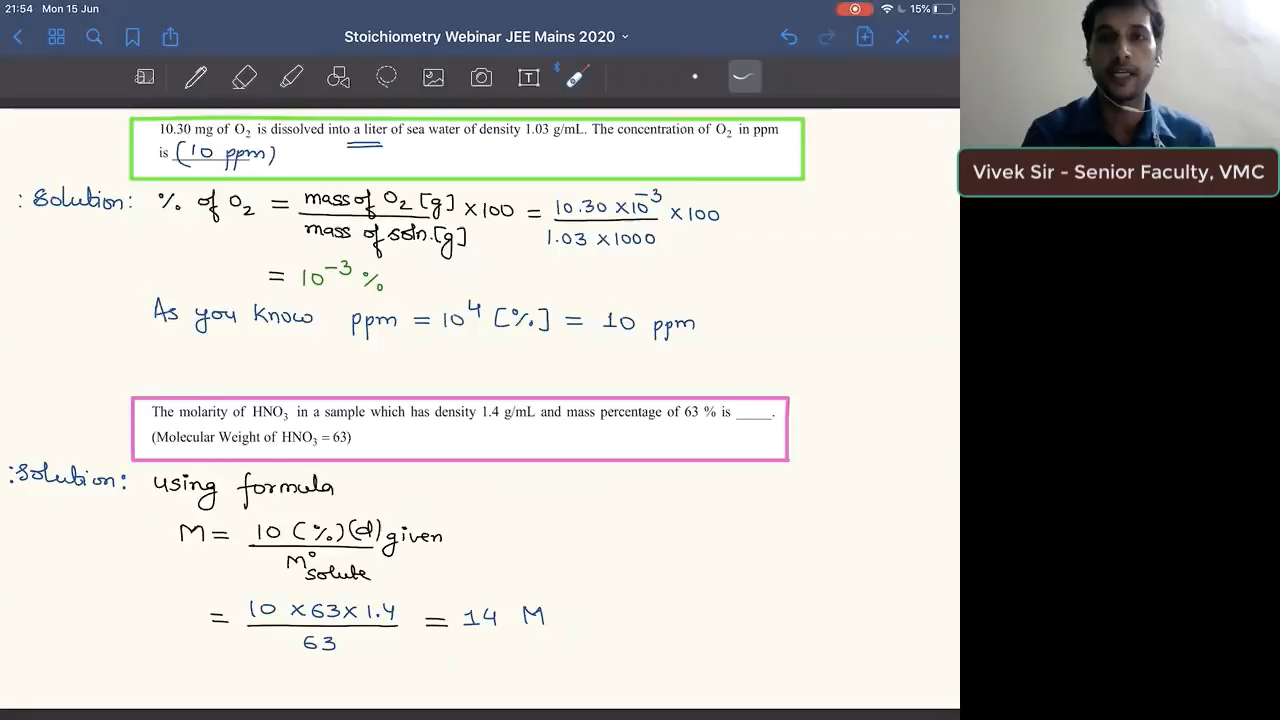 21:54 Mon 15 Jun
15%
Stoichiometry Webinar JEE Mains 2020
T
10.30 mg of O₂ is dissolved into a liter of sea water of density 1.03 g/mL. The concentration of O₂ in ppm
is (10 ppm)
:Solution: % of O₂ = mass of O₂ [g] / mass of soln.[g] ×100 = 10.30 ×10⁻³ / 1.03 ×1000 ×100
= 10⁻³ %
As you know ppm = 10⁴ [%] = 10 ppm
The molarity of HNO₃ in a sample which has density 1.4 g/mL and mass percentage of 63 % is _____.
(Molecular Weight of HNO₃ = 63)
:Solution: using formula
M = 10 (%)(d) given / M° solute
= 10 ×63×1.4 / 63 = 14 M
Vivek Sir - Senior Faculty, VMC